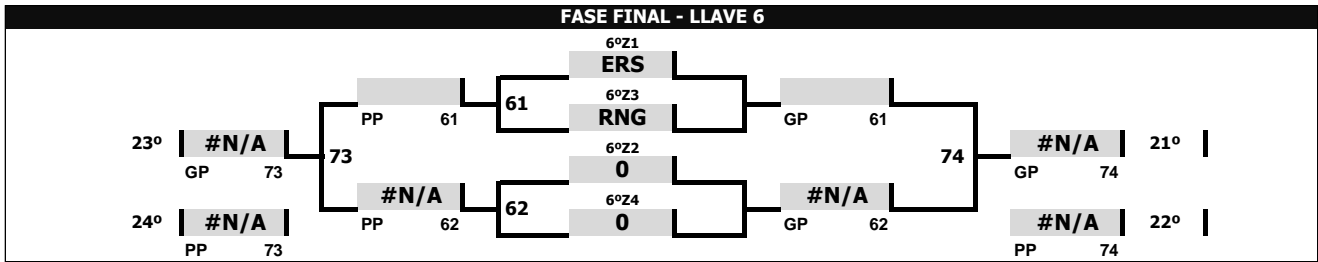 FASE FINAL - LLAVE 6
6ºZ1
ERS
61
6ºZ3
PP 61
RNG
GP 61
23º #N/A
73
6ºZ2
74
#N/A 21º
GP 73
0
GP 74
#N/A
62
6ºZ4
#N/A
24º #N/A
PP 62
0
GP 62
#N/A 22º
PP 73
PP 74